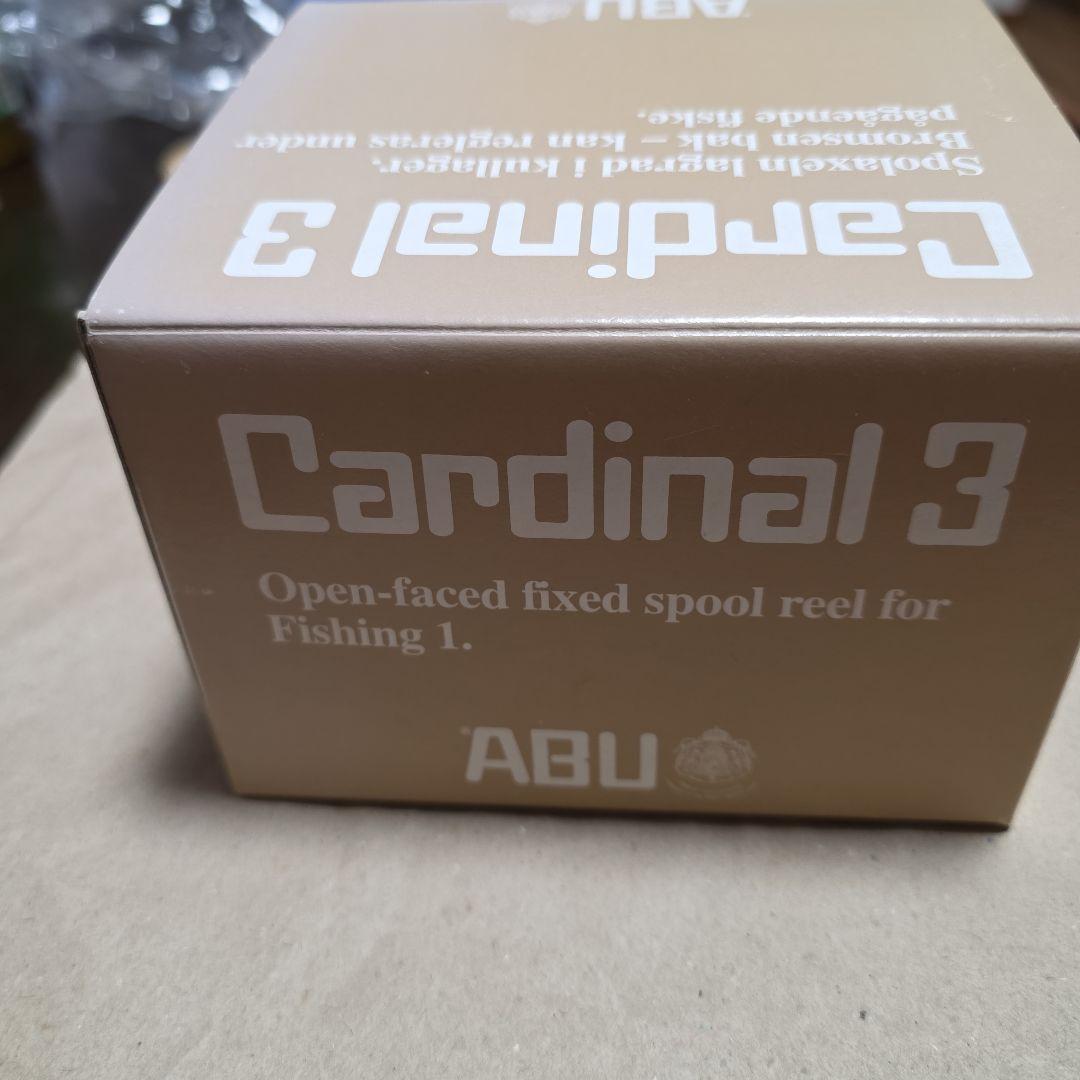 ABU
Cardinal 3
Spolaxeln lagrad i kullager.
Bromsen bak – kan regleras under
pågående fiske.
Cardinal 3
Open-faced fixed spool reel for
Fishing 1.
ABU